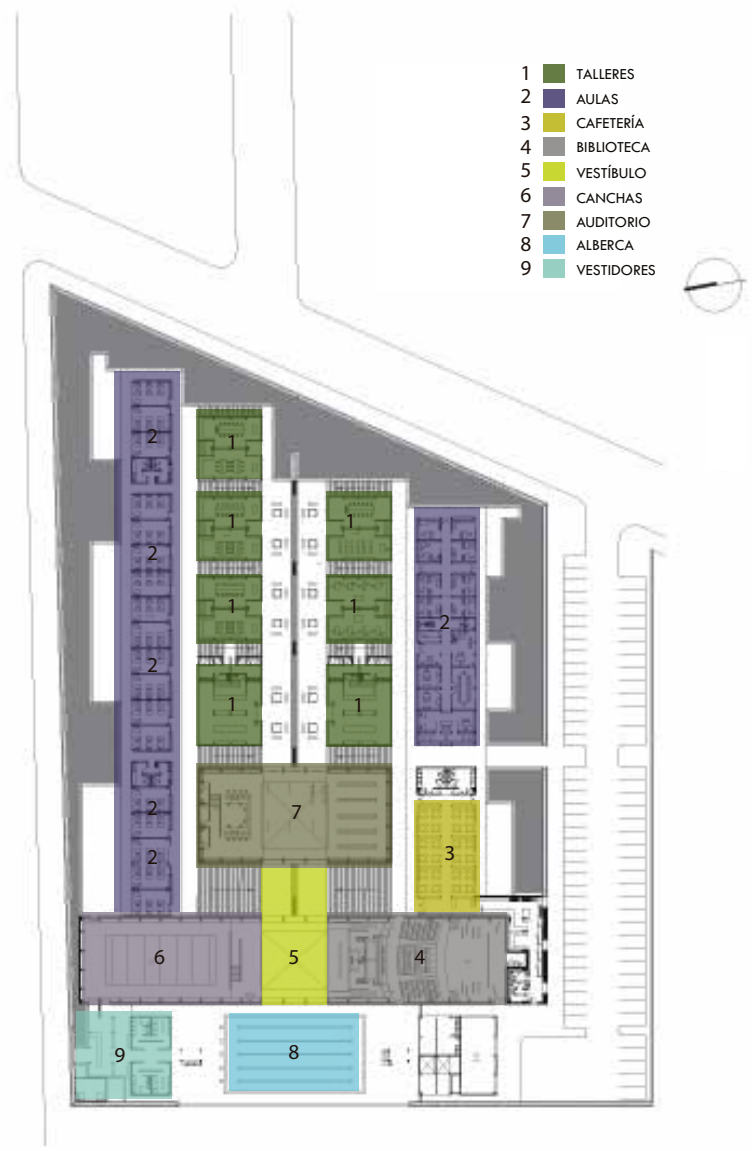 1 TALLERES
2 AULAS
3 CAFETERÍA
4 BIBLIOTECA
5 VESTÍBULO
6 CANCHAS
7 AUDITORIO
8 ALBERCA
9 VESTIDORES
2
1
1
1
2
1
1
2
2
1
1
7
2
3
2
6
5
4
9
8